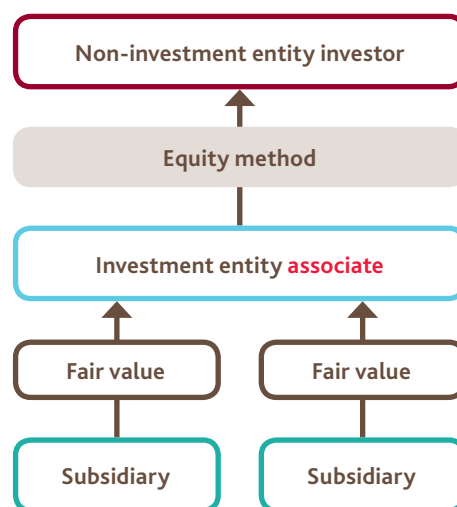 Non-investment entity investor
Equity method
Investment entity associate
Fair value
Fair value
Subsidiary
Subsidiary